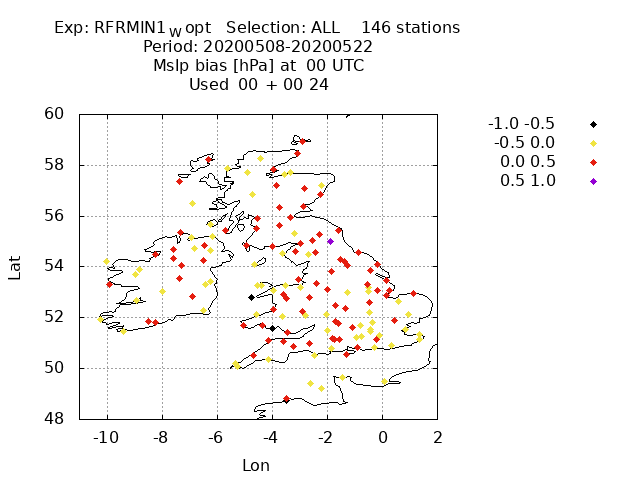 Exp: RFRMIN1Wopt Selection: ALL 146 stations
Period: 20200508-20200522
Mslp bias [hPa] at 00 UTC
Used 00 + 00 24
-1.0 -0.5
-0.5 0.0
0.0 0.5
0.5 1.0
60
58
56
54
52
50
48
Lat
-10 -8 -6 -4 -2 0 2
Lon